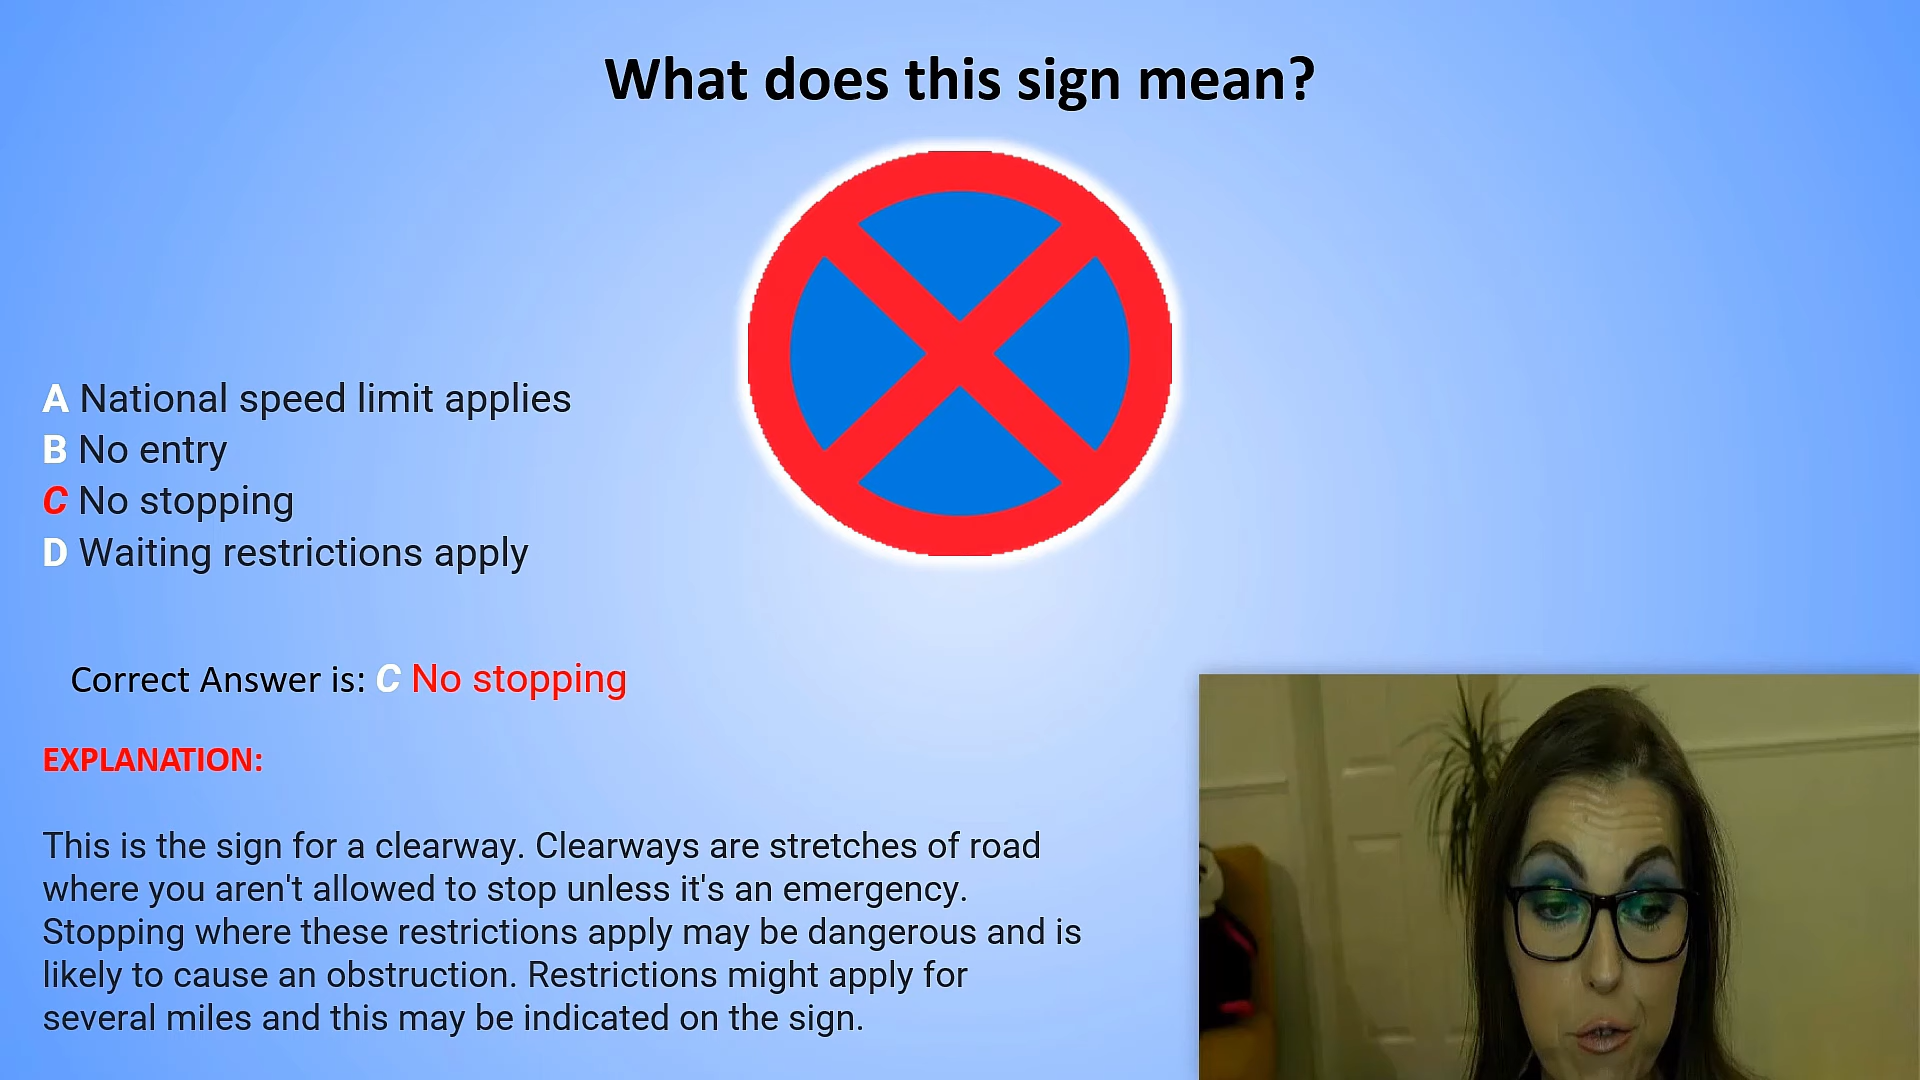 What does this sign mean?
A National speed limit applies
B No entry
C No stopping
D Waiting restrictions apply
Correct Answer is: C No stopping
EXPLANATION:
This is the sign for a clearway. Clearways are stretches of road
where you aren't allowed to stop unless it's an emergency.
Stopping where these restrictions apply may be dangerous and is
likely to cause an obstruction. Restrictions might apply for
several miles and this may be indicated on the sign.